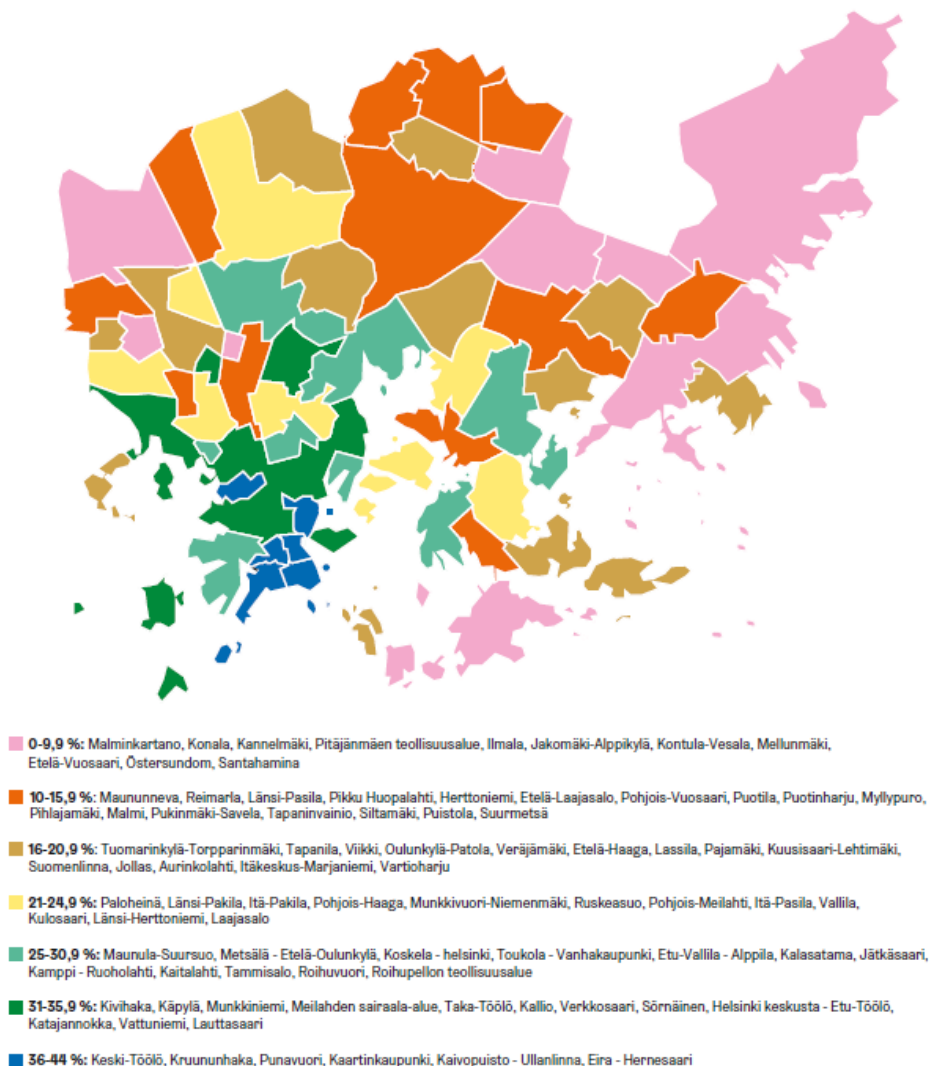 0-9,9 %: Malminkartano, Konala, Kannelmäki, Pitäjänmäen teollisuusalue, Ilmala, Jakomäki-Alppikylä, Kontula-Vesala, Mellunmäki,
Etelä-Vuosaari, Östersundom, Santahamina
10-15,9 %: Maununneva, Reimarla, Länsi-Pasila, Pikku Huopalahti, Herttoniemi, Etelä-Laajasalo, Pohjois-Vuosaari, Puotila, Puotinharju, Myllypuro,
Pihlajamäki, Malmi, Pukinmäki-Savela, Tapaninvainio, Siltamäki, Puistola, Suurmetsä
16-20,9 %: Tuomarinkylä-Torpparinmäki, Tapanila, Viikki, Oulunkylä-Patola, Veräjämäki, Etelä-Haaga, Lassila, Pajamäki, Kuusisaari-Lehtimäki,
Suomenlinna, Jollas, Aurinkolahti, Itäkeskus-Marjaniemi, Vartioharju
21-24,9 %: Paloheinä, Länsi-Pakila, Itä-Pakila, Pohjois-Haaga, Munkkivuori-Niemenmäki, Ruskeasuo, Pohjois-Meilahti, Itä-Pasila, Vallila,
Kulosaari, Länsi-Herttoniemi, Laajasalo
25-30,9 %: Maunula-Suursuo, Metsälä - Etelä-Oulunkylä, Koskela - helsinki, Toukola - Vanhakaupunki, Etu-Vallila - Alppila, Kalasatama, Jätkäsaari,
Kamppi - Ruoholahti, Kaitalahti, Tammisalo, Roihuvuori, Roihupellon teollisuusalue
31-35,9 %: Kivihaka, Käpylä, Munkkiniemi, Meilahden sairaala-alue, Taka-Töölö, Kallio, Verkkosaari, Sörnäinen, Helsinki keskusta - Etu-Töölö,
Katajannokka, Vattuniemi, Lauttasaari
36-44 %: Keski-Töölö, Kruununhaka, Punavuori, Kaartinkaupunki, Kaivopuisto - Ullanlinna, Eira - Hernesaari